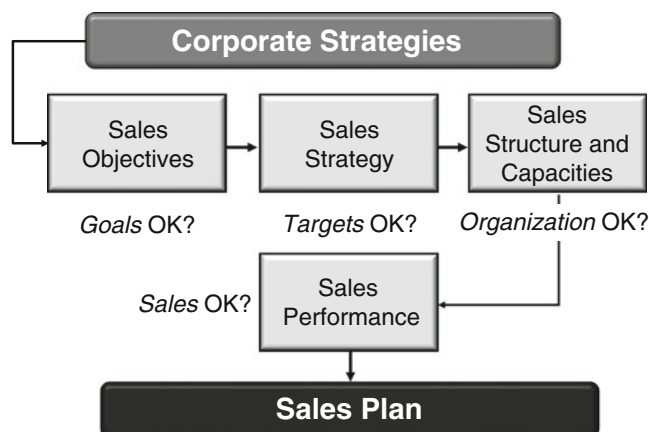 Corporate Strategies
Sales
Objectives
Sales
Strategy
Sales
Structure and
Capacities
Goals OK?
Targets OK?
Organization OK?
Sales OK?
Sales
Performance
Sales Plan